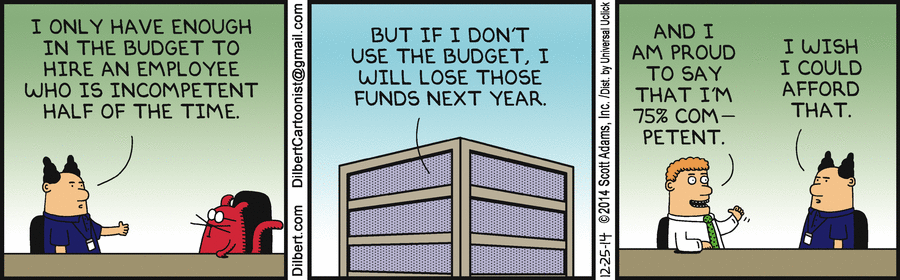 I ONLY HAVE ENOUGH
IN THE BUDGET TO
HIRE AN EMPLOYEE
WHO IS INCOMPETENT
HALF OF THE TIME.
Dilbert.com DilbertCartoonist@gmail.com
BUT IF I DON'T
USE THE BUDGET, I
WILL LOSE THOSE
FUNDS NEXT YEAR.
12-25-14 ©2014 Scott Adams, Inc. /Dist. by Universal Uclick
AND I
AM PROUD
TO SAY
THAT I'M
75% COM-
PETENT.
I WISH
I COULD
AFFORD
THAT.